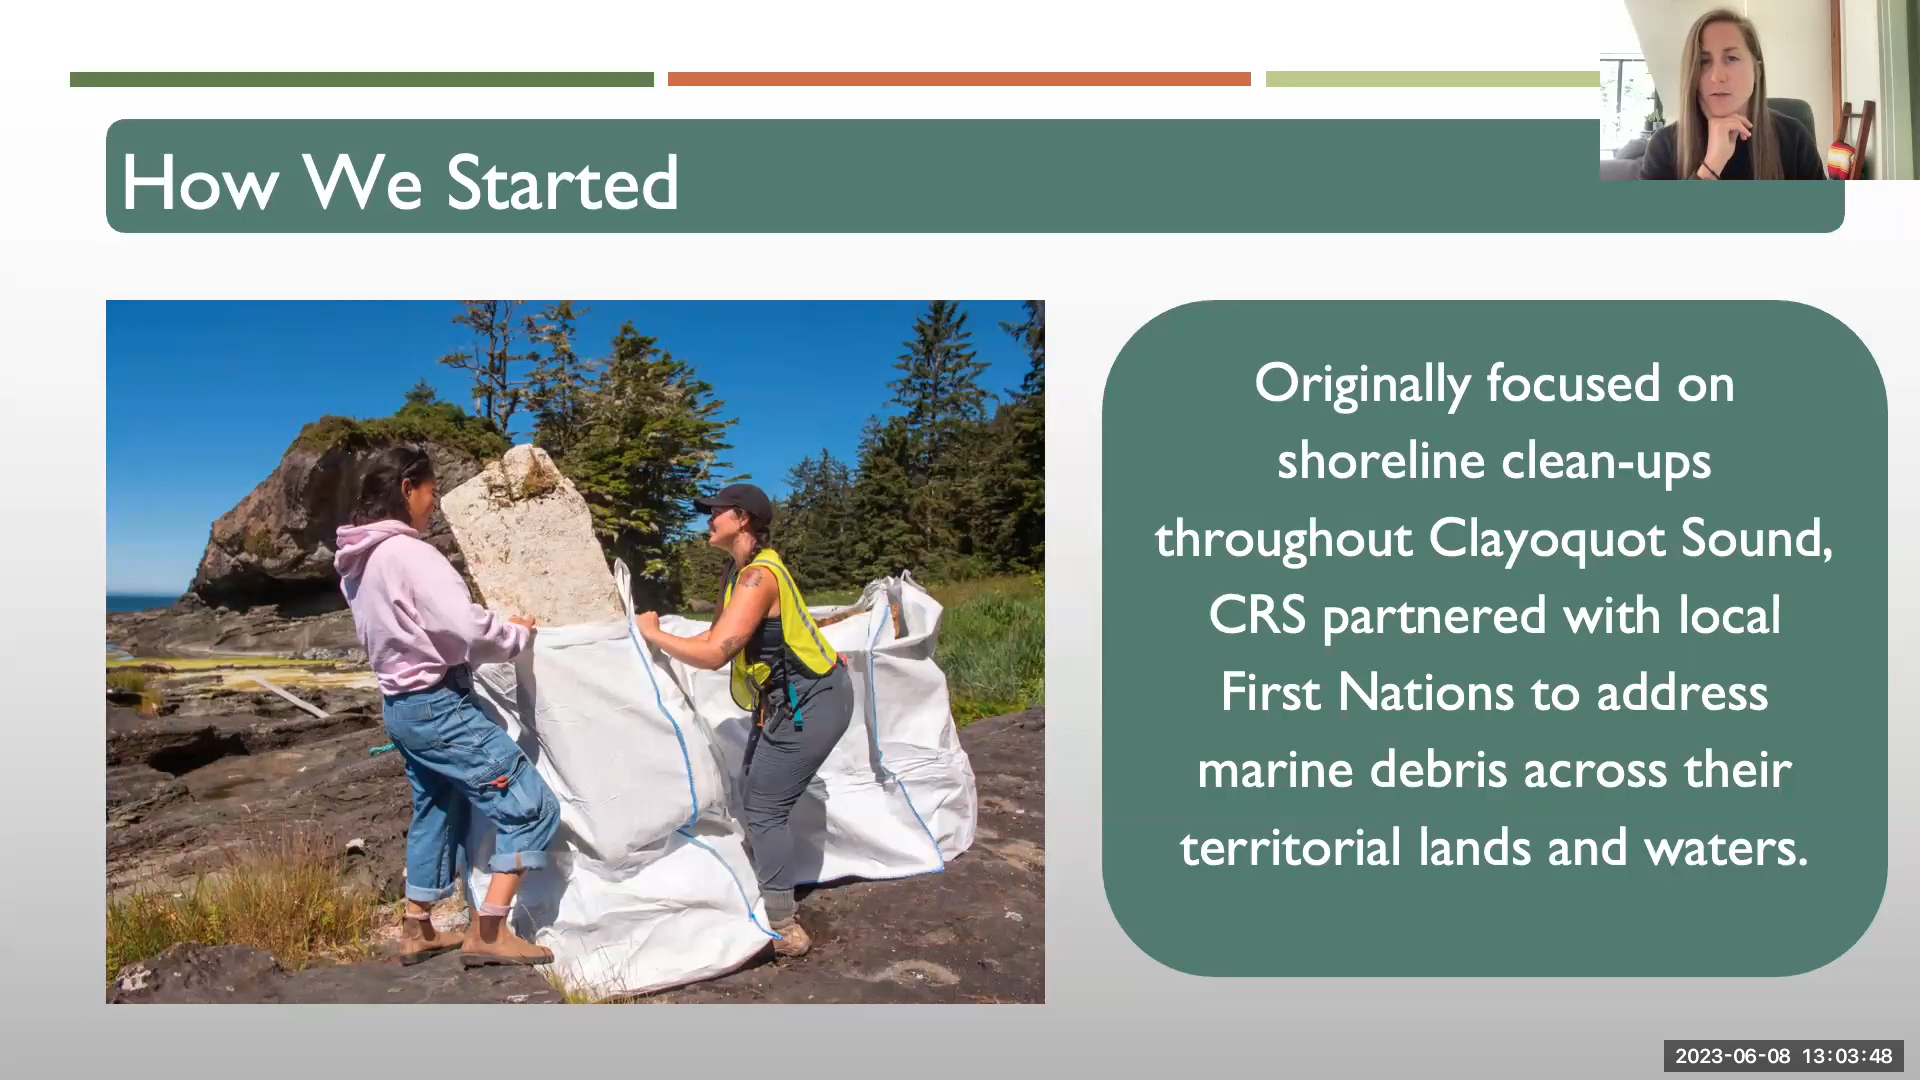 How We Started
Originally focused on
shoreline clean-ups
throughout Clayoquot Sound,
CRS partnered with local
First Nations to address
marine debris across their
territorial lands and waters.
2023-06-08 13:03:48